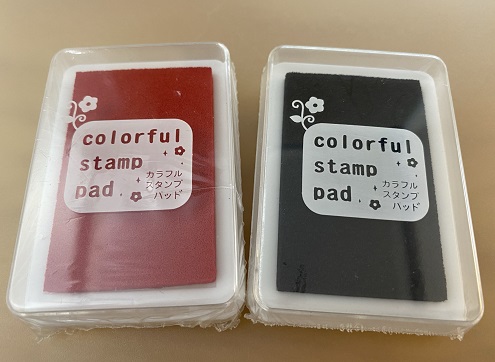 colorful
stamp
pad
カラフル
スタンプ
パッド
colorful
stamp
pad
カラフル
スタンプ
パッド